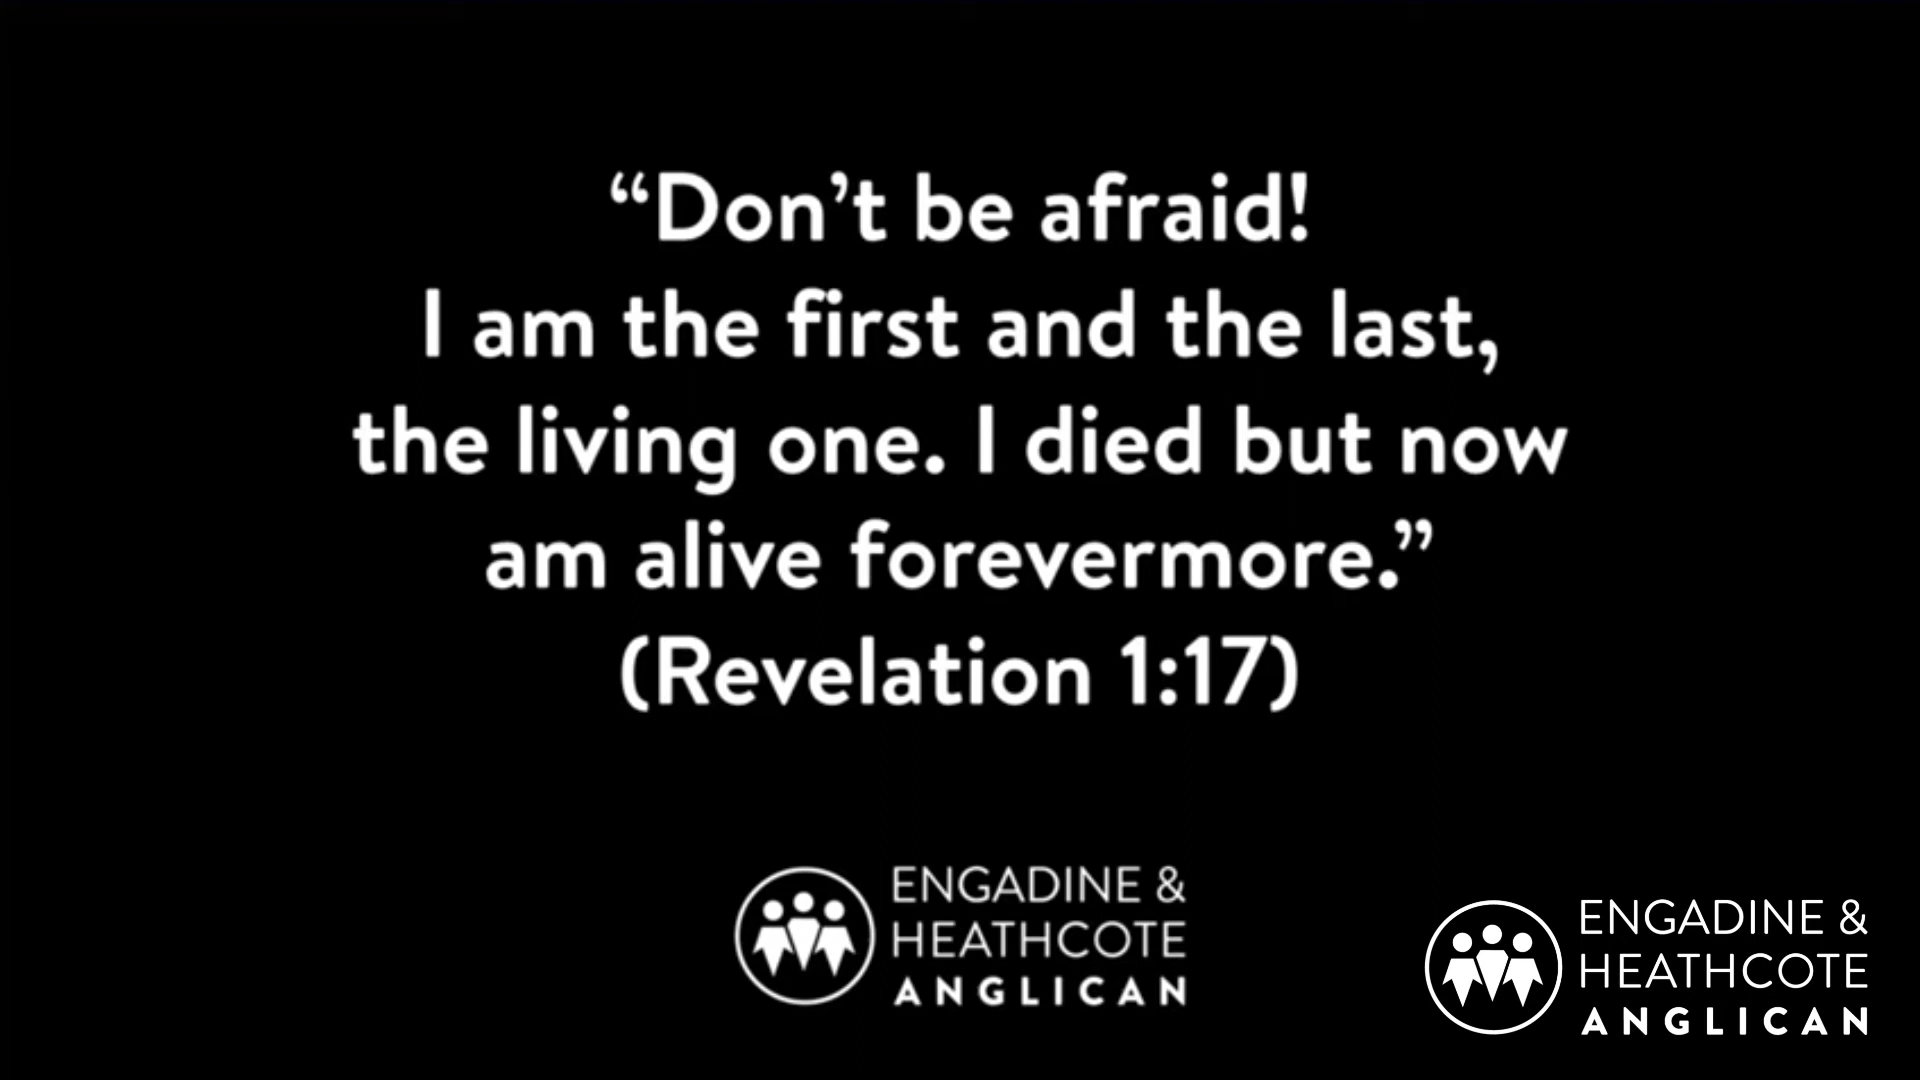 “Don’t be afraid!
I am the first and the last,
the living one. I died but now
am alive forevermore.”
(Revelation 1:17)
ENGADINE &
HEATHCOTE
ANGLICAN
ENGADINE &
HEATHCOTE
ANGLICAN